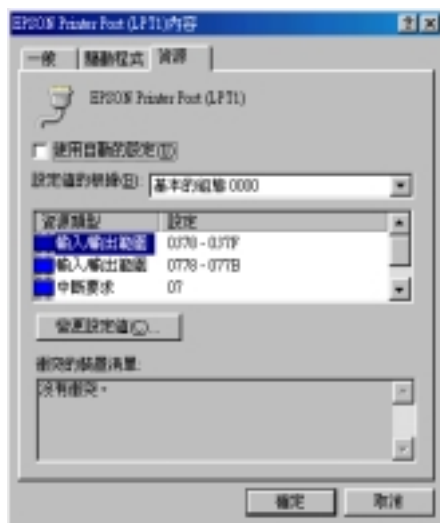 EPSON Printer Port (LPT1)內容
一般 驅動程式 資源
EPSON Printer Port (LPT1)
使用自動的設定(U)
設定值的根據(B): 基本的組態 0000
資源類型 設定
輸入/輸出範圍 0378 - 037F
輸入/輸出範圍 0778 - 077B
中斷要求 07
變更設定值(C)...
衝突的裝置清單:
沒有衝突。
確定 取消